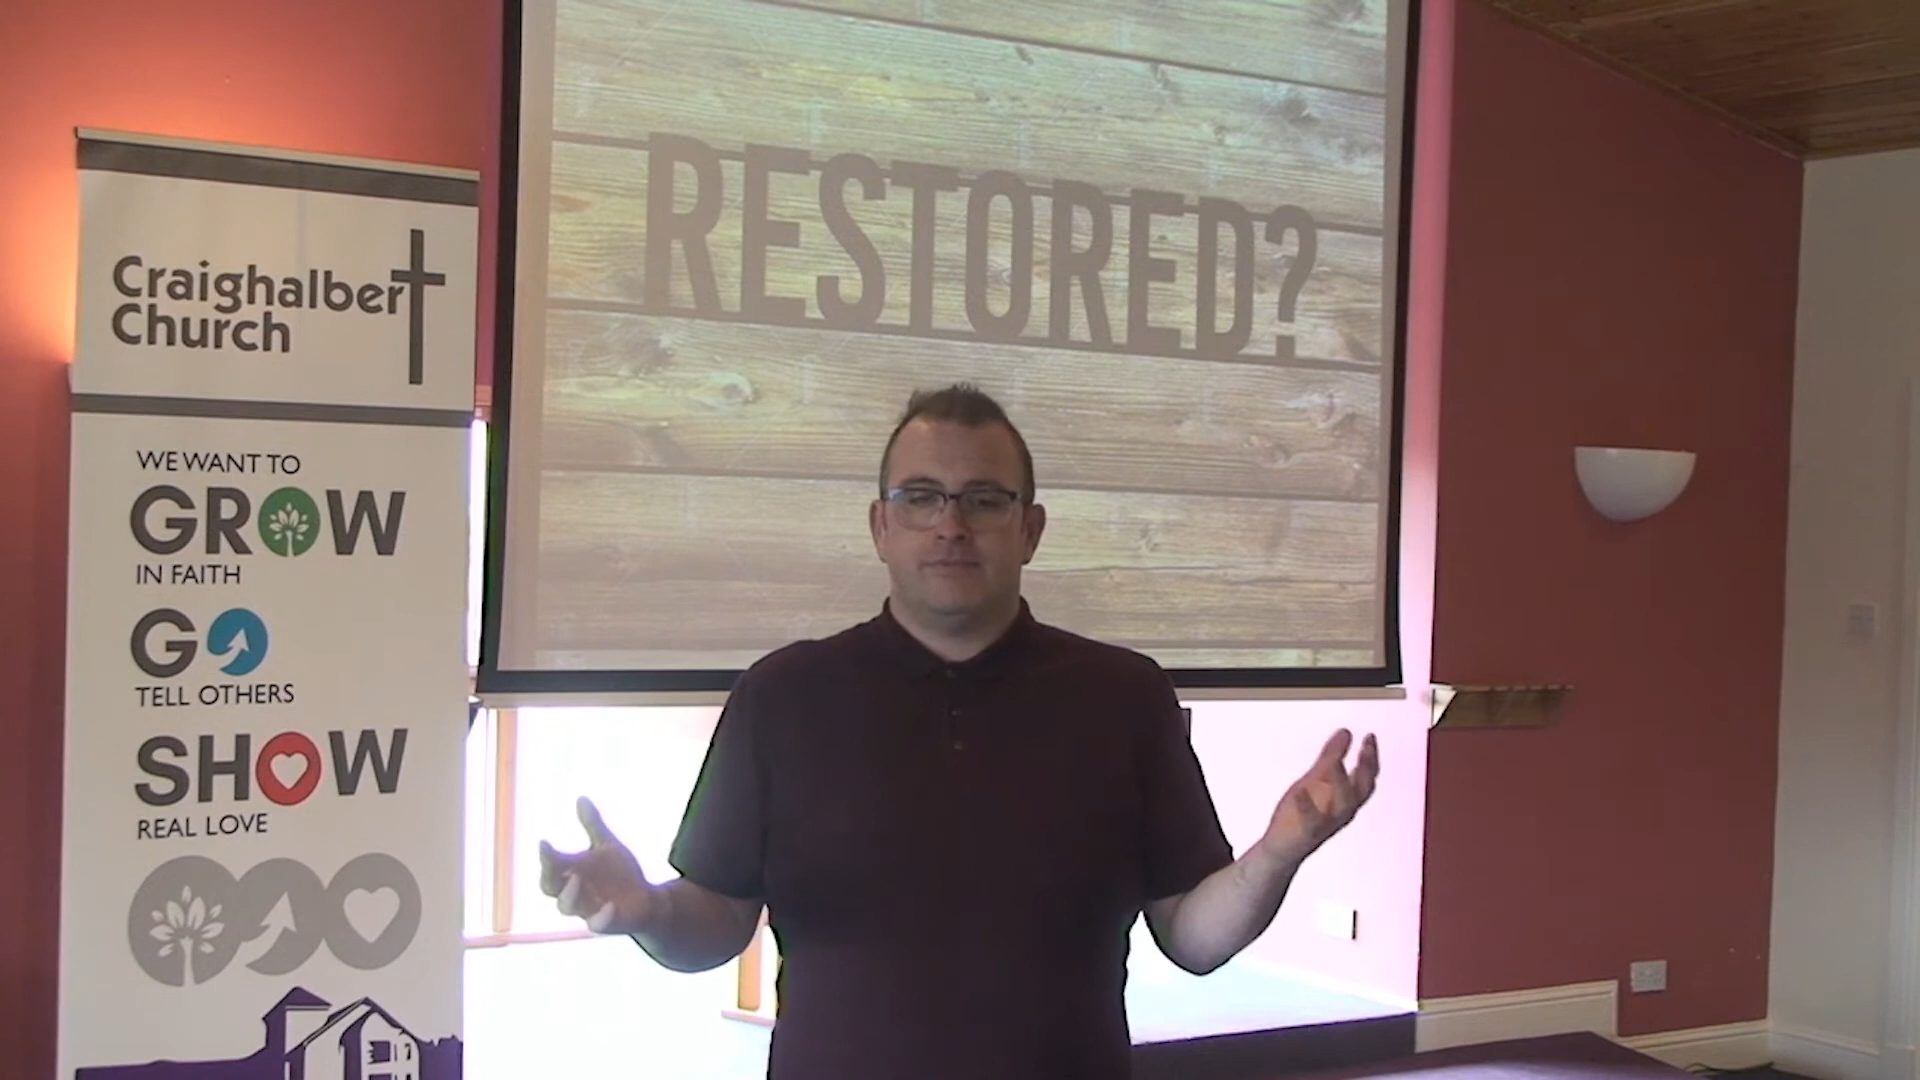 Craighalbert
Church
WE WANT TO
GROW
IN FAITH
GO
TELL OTHERS
SHOW
REAL LOVE
RESTORED?